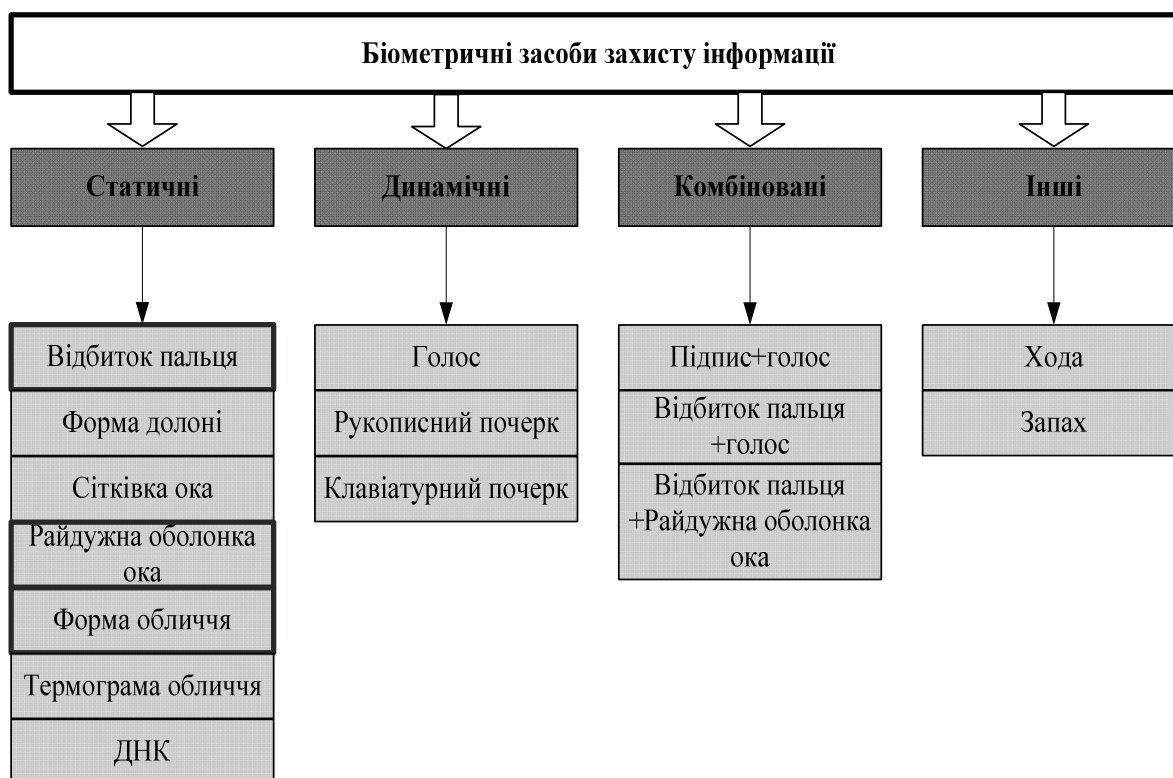 Біометричні засоби захисту інформації
Статичні
Відбиток пальця
Форма долоні
Сітківка ока
Райдужна оболонка
ока
Форма обличчя
Термограма обличчя
ДНК
Динамічні
Голос
Рукописний почерк
Клавіатурний почерк
Комбіновані
Підпис+голос
Відбиток пальця
+голос
Відбиток пальця
+Райдужна оболонка
ока
Інші
Хода
Запах